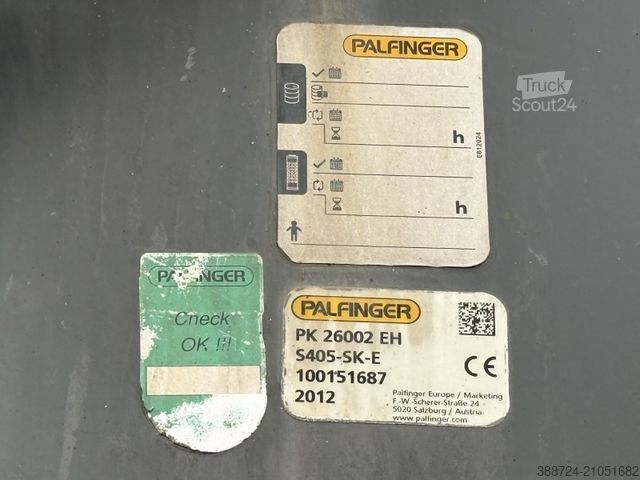 PALFINGER
Truck
Scout24
h
EB12024
h
PALFINGER
Check
OK !!!
PALFINGER
PK 26002 EH
S405-SK-E
100151687
2012
CE
Palfinger Europe / Marketing
F.-W.-Scherer-Straße 24
5020 Salzburg / Austria
www.palfinger.com
388724-21051682